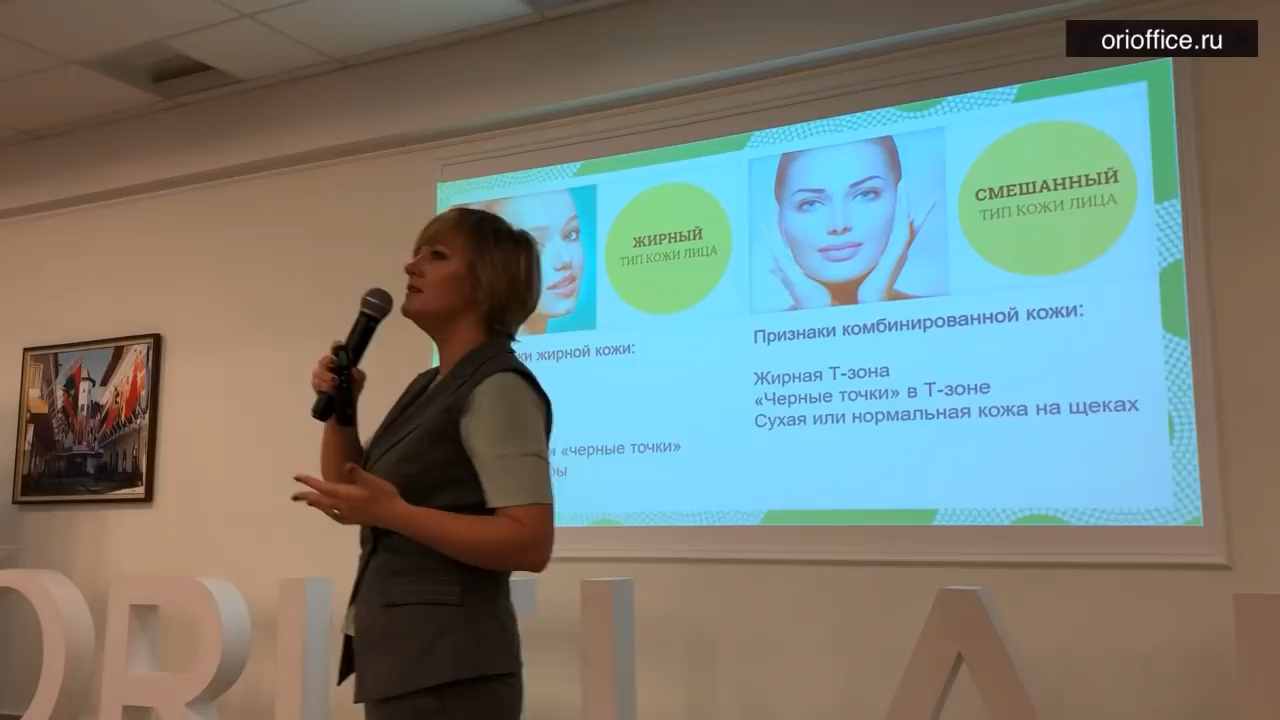 orioffice.ru
ЖИРНЫЙ
ТИП КОЖИ ЛИЦА
жирной кожи:
«черные точки»
СМЕШАННЫЙ
ТИП КОЖИ ЛИЦА
Признаки комбинированной кожи:
Жирная Т-зона
«Черные точки» в Т-зоне
Сухая или нормальная кожа на щеках
ORI